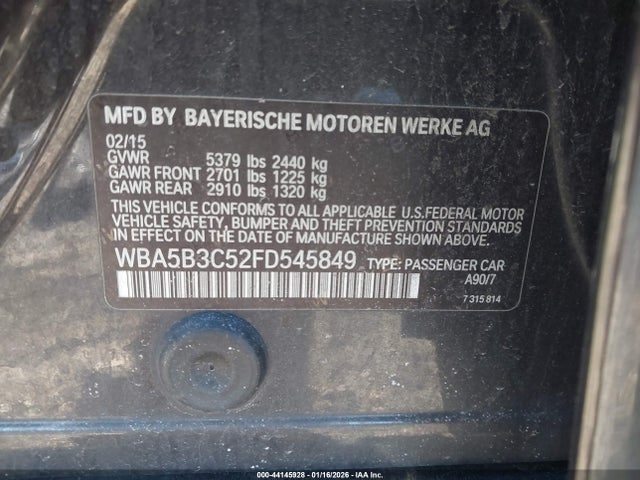 MFD BY BAYERISCHE MOTOREN WERKE AG
02/15
GVWR 5379 lbs 2440 kg
GAWR FRONT 2701 lbs 1225 kg
GAWR REAR 2910 lbs 1320 kg
THIS VEHICLE CONFORMS TO ALL APPLICABLE U.S.FEDERAL MOTOR
VEHICLE SAFETY, BUMPER AND THEFT PREVENTION STANDARDS
IN EFFECT ON THE DATE OF MANUFACTURE SHOWN ABOVE.
WBA5B3C52FD545849 TYPE: PASSENGER CAR
A90/7
7 315 814
000-44145928 - 01/16/2026 - IAAI, Inc.